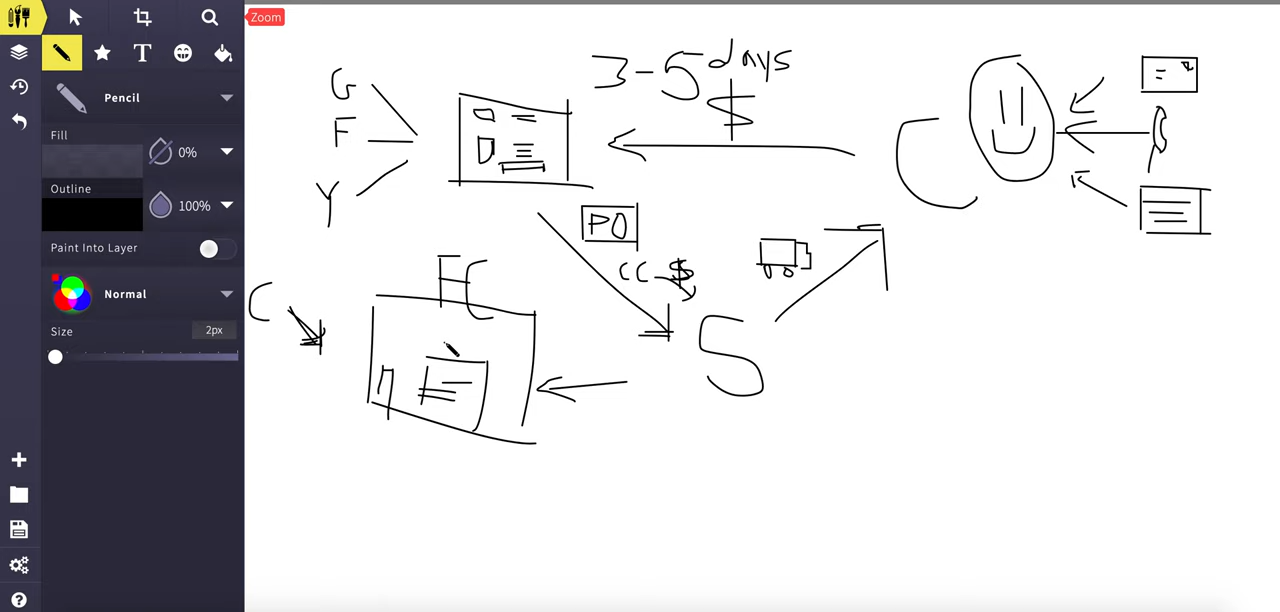 Zoom
Pencil
Fill
0%
Outline
100%
Paint Into Layer
Normal
Size
2px
3-5 days
$
G
F
Y
C
PO
CC - $
FC
C
S